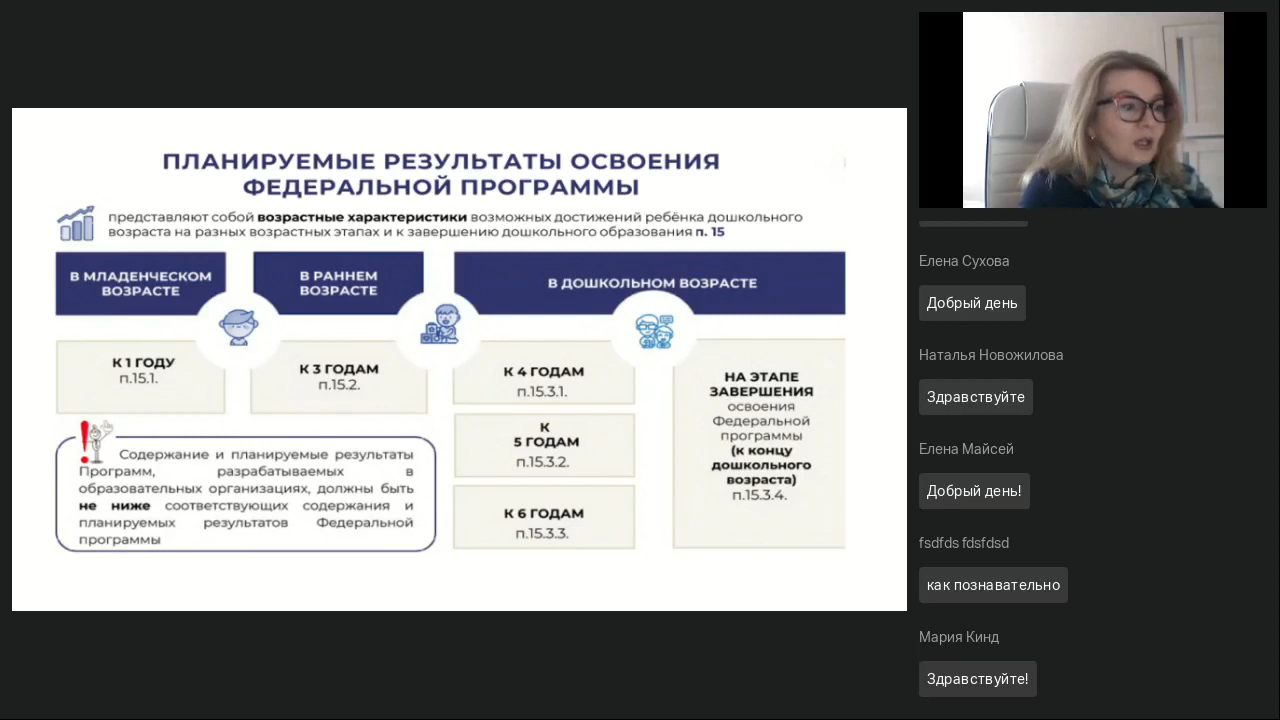 ПЛАНИРУЕМЫЕ РЕЗУЛЬТАТЫ ОСВОЕНИЯ
ФЕДЕРАЛЬНОЙ ПРОГРАММЫ
представляют собой возрастные характеристики возможных достижений ребёнка дошкольного
возраста на разных возрастных этапах и к завершению дошкольного образования п. 15
В МЛАДЕНЧЕСКОМ
ВОЗРАСТЕ
В РАННЕМ
ВОЗРАСТЕ
В ДОШКОЛЬНОМ ВОЗРАСТЕ
К 1 ГОДУ
п.15.1.
К 3 ГОДАМ
п.15.2.
К 4 ГОДАМ
п.15.3.1.
К
5 ГОДАМ
п.15.3.2.
К 6 ГОДАМ
п.15.3.3.
НА ЭТАПЕ
ЗАВЕРШЕНИЯ
освоения
Федеральной
программы
(к концу
дошкольного
возраста)
п.15.3.4.
Содержание и планируемые результаты
Программ, разрабатываемых в
образовательных организациях, должны быть
не ниже соответствующих содержания и
планируемых результатов Федеральной
программы
Елена Сухова
Добрый день
Наталья Новожилова
Здравствуйте
Елена Майсей
Добрый день!
fsdfds fdsfdsd
как познавательно
Мария Кинд
Здравствуйте!